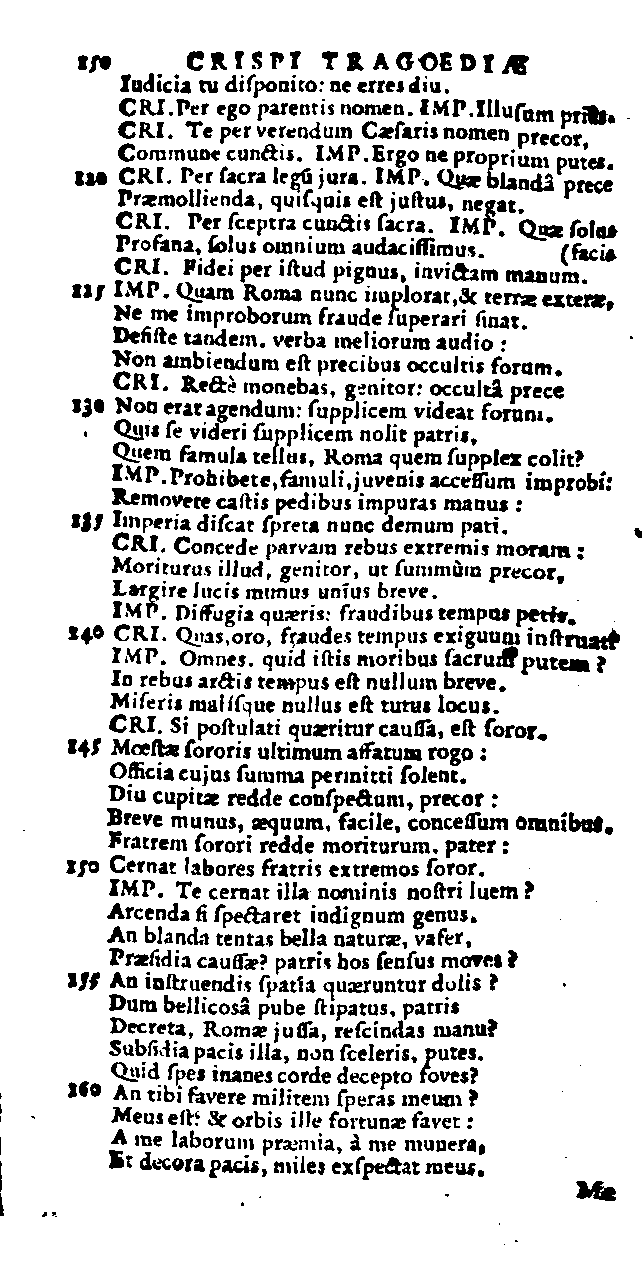 150 CRISPI TRAGOEDIÆ
Iudicia tu diſponito: ne erres diu.
CRI. Per ego parentis nomen. IMP. Illuſum prius.
CRI. Te per verendum Cæſaris nomen precor,
Commune cunctis. IMP. Ergo ne proprium putes.
220 CRI. Per ſacra legū jura. IMP. Quæ blandâ prece
Præmollienda, quiſquis eſt juſtus, negat.
CRI. Per ſceptra cunctis ſacra. IMP. Quæ ſolus
Profana, ſolus omnium audaciſſimus. (facis
CRI. Fidei per iſtud pignus, invictam manum.
225 IMP. Quam Roma nunc implorat, & terræ exteræ,
Ne me improborum fraude ſuperari ſinat.
Deſiſte tandem. verba meliorum audio:
Non ambiendum eſt precibus occultis forum.
CRI. Rectè monebas, genitor: occultâ prece
130 Non erat agendum: ſupplicem videat forum.
Quis ſe videri ſupplicem nolit patris,
Quem famula tellus, Roma quem ſupplex colit?
IMP. Prohibete, famuli, juvenis acceſſum improbi:
Removete caſtis pedibus impuras manus:
235 Imperia diſcat ſpreta nunc demum pati.
CRI. Concede parvam rebus extremis moram:
Moriturus illud, genitor, ut ſummùm precor,
Largire lucis munus unius breve.
IMP. Diffugia quæris: fraudibus tempus petis.
240 CRI. Quas, oro, fraudes tempus exiguum inſtruat?
IMP. Omnes. quid iſtis moribus ſacrum putem?
In rebus arctis tempus eſt nullum breve.
Miſeris maliſque nullus eſt tutus locus.
CRI. Si poſtulati quæritur cauſſa, eſt ſoror.
245 Mœſtæ ſororis ultimum affatum rogo:
Officia cujus ſumma permitti ſolent.
Diu cupitæ redde conſpectum, precor:
Breve munus, æquum, facile, conceſſum omnibus.
Fratrem ſorori redde moriturum, pater:
250 Cernat labores fratris extremos ſoror.
IMP. Te cernat illa nominis noſtri luem?
Arcenda ſi ſpectaret indignum genus.
An blanda tentas bella naturæ, vafer,
Præſidia cauſſæ? patris hos ſenſus moves?
255 An inſtruendis ſpatia quæruntur dolis?
Dum bellicosâ pube ſtipatus, patris
Decreta, Romæ juſſa, reſcindas manu?
Subſidia pacis illa, non ſceleris, putes.
Quid ſpes inanes corde decepto foves?
260 An tibi favere militem ſperas meum?
Meus eſt: & orbis ille fortunæ favet:
A me laborum præmia, à me munera,
Et decora pacis, miles exſpectat meus.
Me